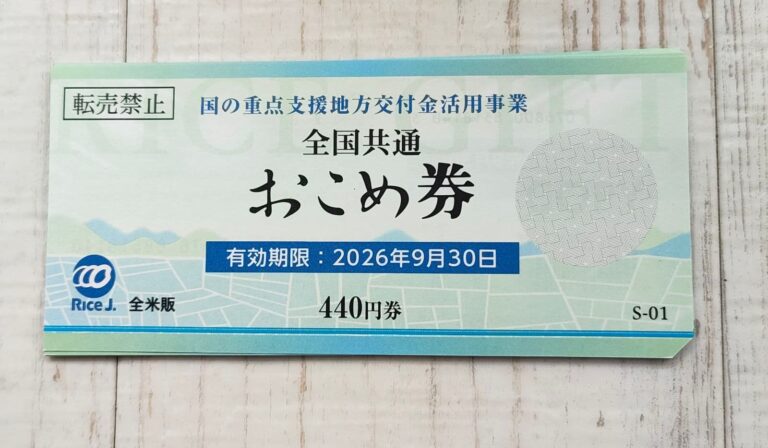 転売禁止
国の重点支援地方交付金活用事業
全国共通
おこめ券
有効期限：2026年9月30日
RICE J. 全米販
440円券
S-01